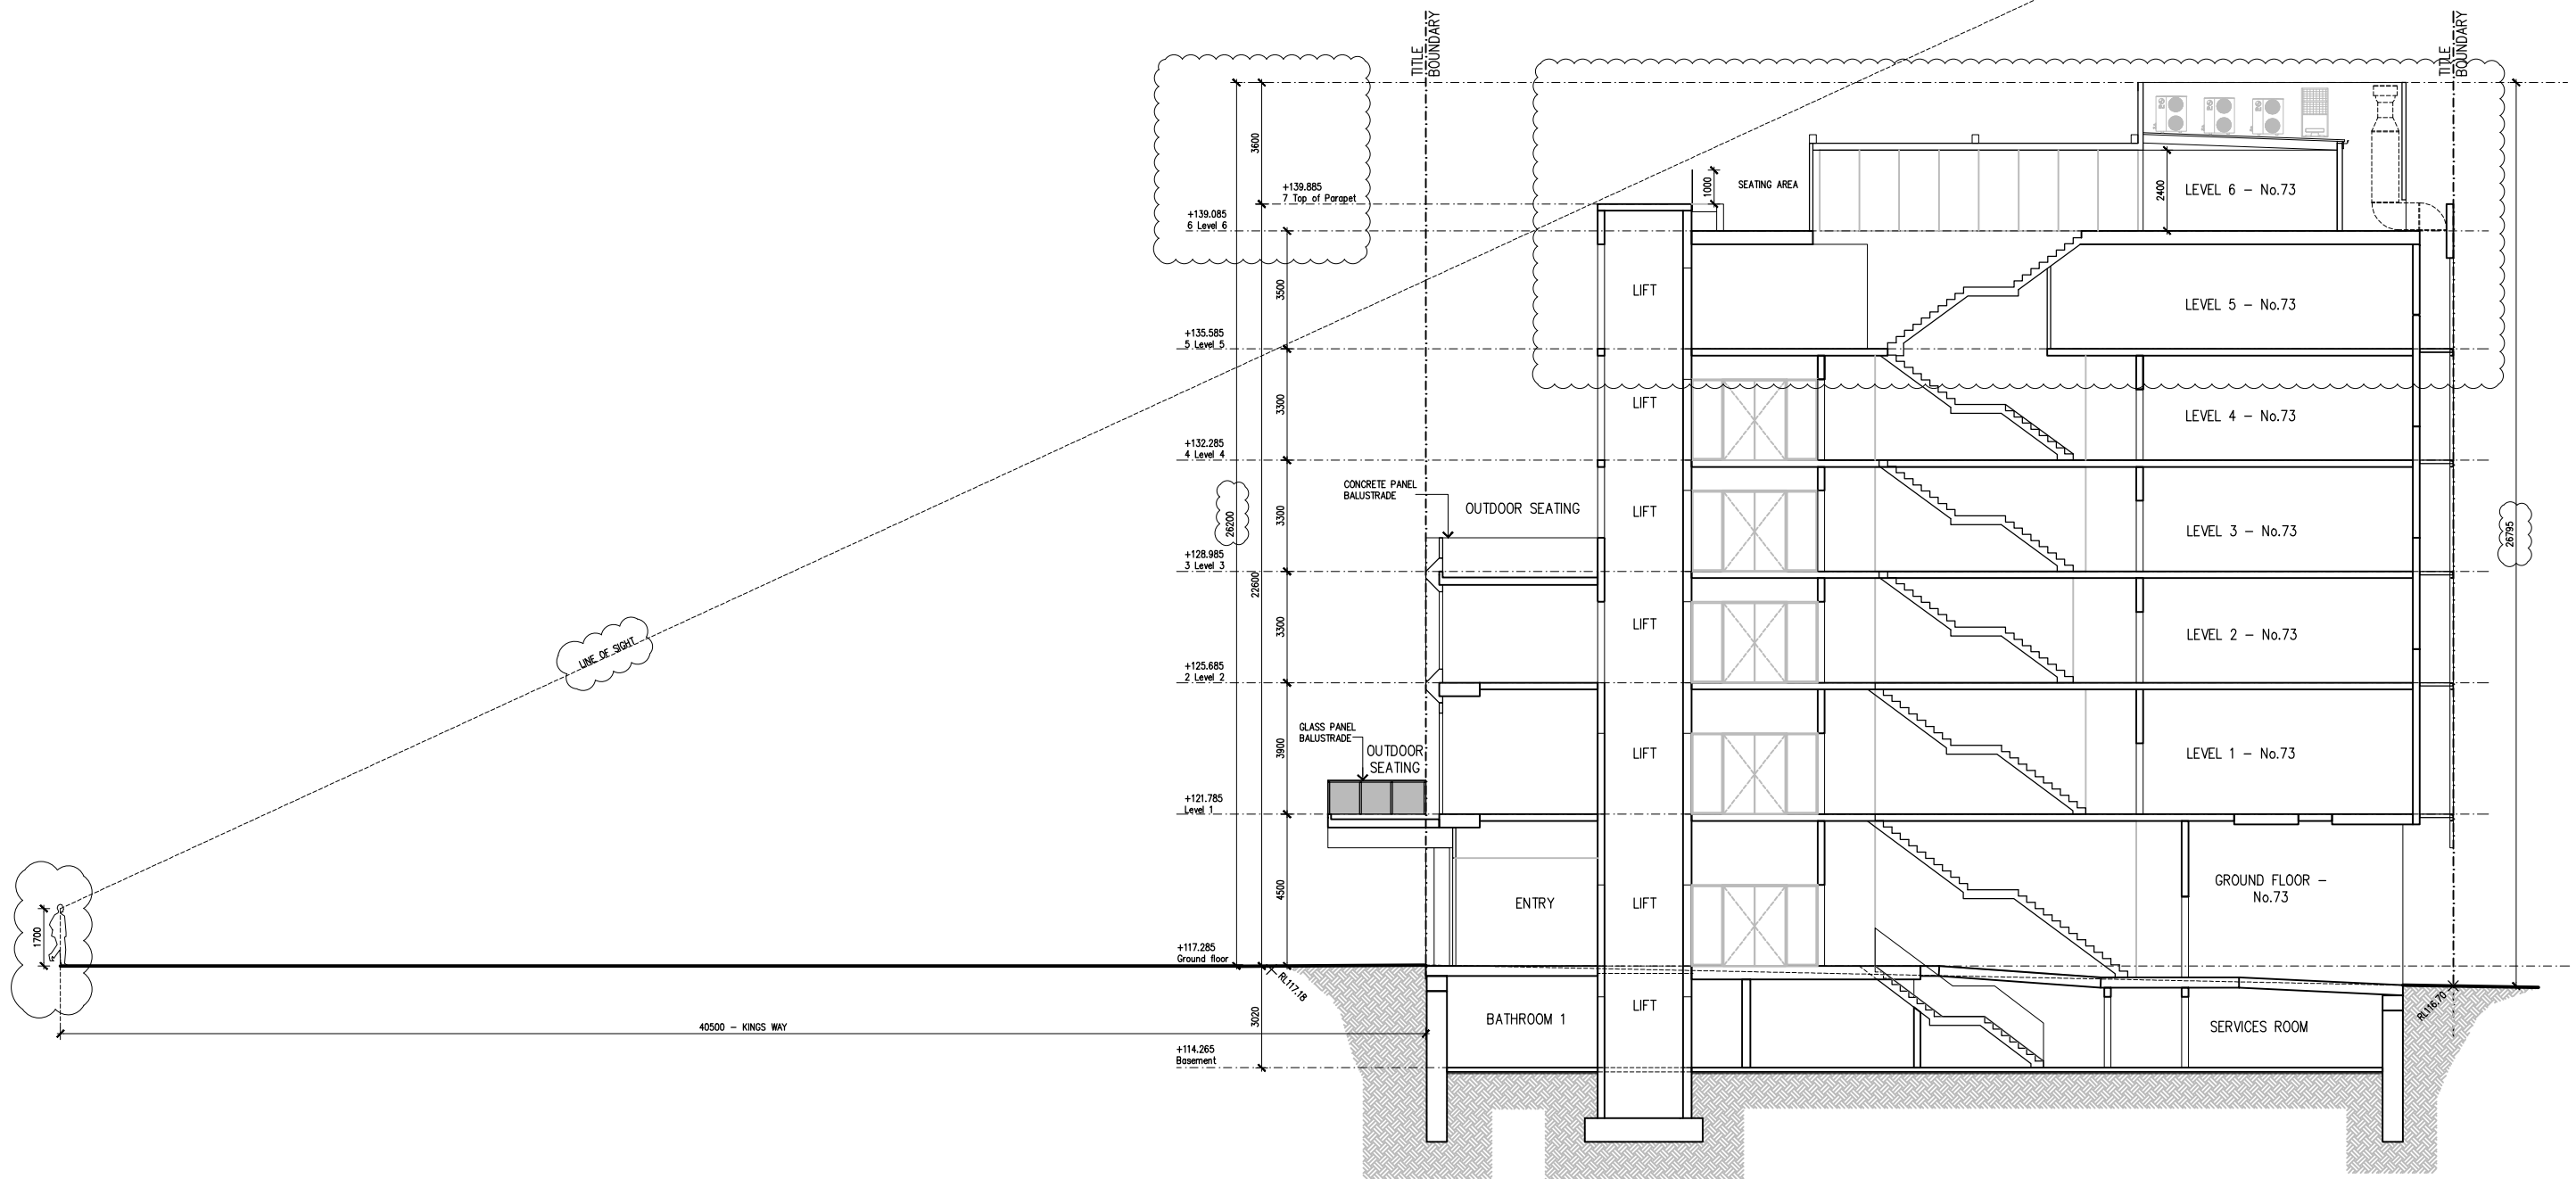 TITLE
BOUNDARY
TITLE
BOUNDARY
3600
+139.885
7 Top of Parapet
+139.085
6 Level 6
1000
SEATING AREA
2400
LEVEL 6 – No.73
3500
LIFT
LEVEL 5 – No.73
+135.585
5 Level 5
3300
LIFT
LEVEL 4 – No.73
+132.285
4 Level 4
CONCRETE PANEL
BALUSTRADE
OUTDOOR SEATING
26200
3300
LIFT
LEVEL 3 – No.73
26795
+128.985
3 Level 3
22600
3300
LIFT
LEVEL 2 – No.73
LINE OF SIGHT
+125.685
2 Level 2
GLASS PANEL
BALUSTRADE
OUTDOOR
SEATING
3900
LIFT
LEVEL 1 – No.73
+121.785
Level 1
4500
ENTRY
LIFT
GROUND FLOOR –
No.73
1700
+117.285
Ground floor
RL117.18
RL116.70
3020
BATHROOM 1
LIFT
SERVICES ROOM
40500 – KINGS WAY
+114.265
Basement